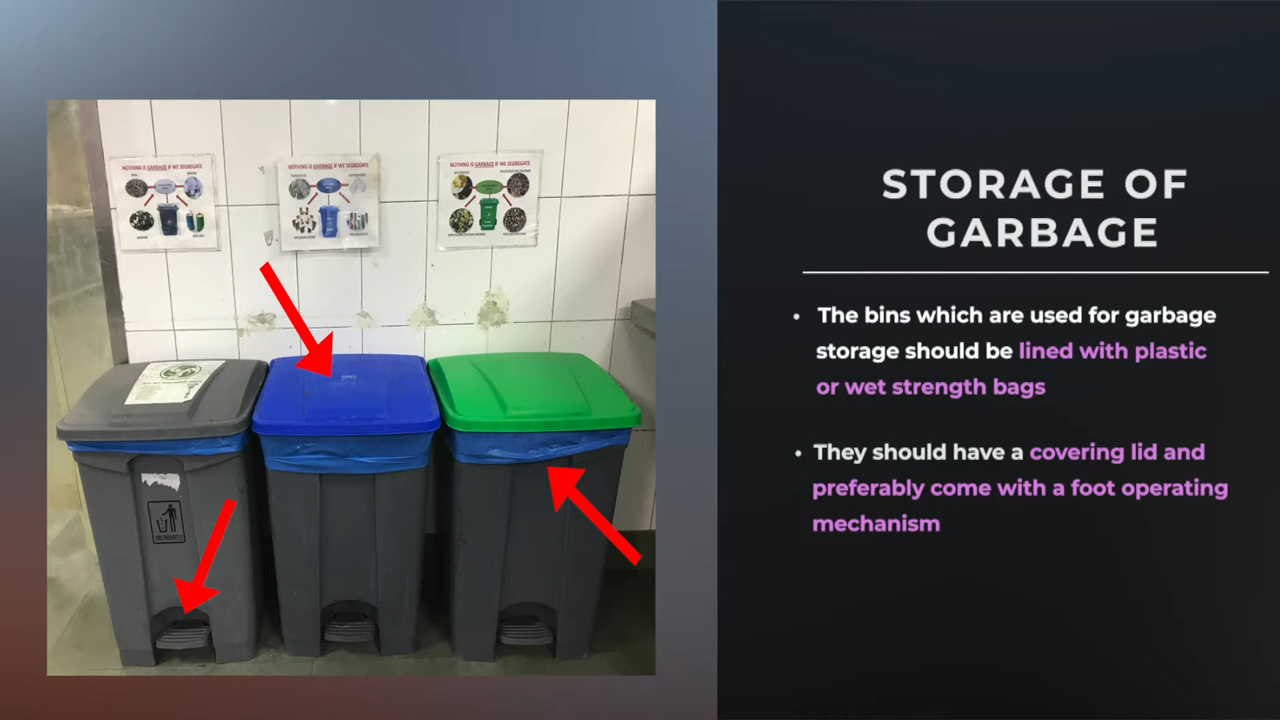 NOTHING IS GARBAGE IF WE SEGREGATE
NOTHING IS GARBAGE IF WE SEGREGATE
NOTHING IS GARBAGE IF WE SEGREGATE
STORAGE OF
GARBAGE
• The bins which are used for garbage
storage should be lined with plastic
or wet strength bags
• They should have a covering lid and
preferably come with a foot operating
mechanism